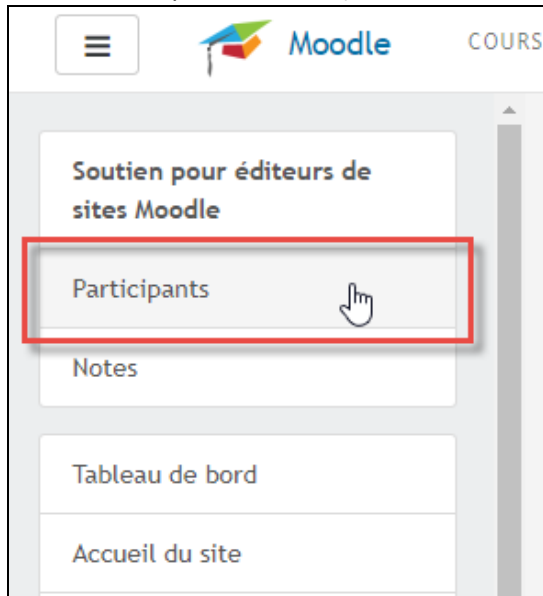 Moodle
COURS
Soutien pour éditeurs de
sites Moodle
Participants
Notes
Tableau de bord
Accueil du site